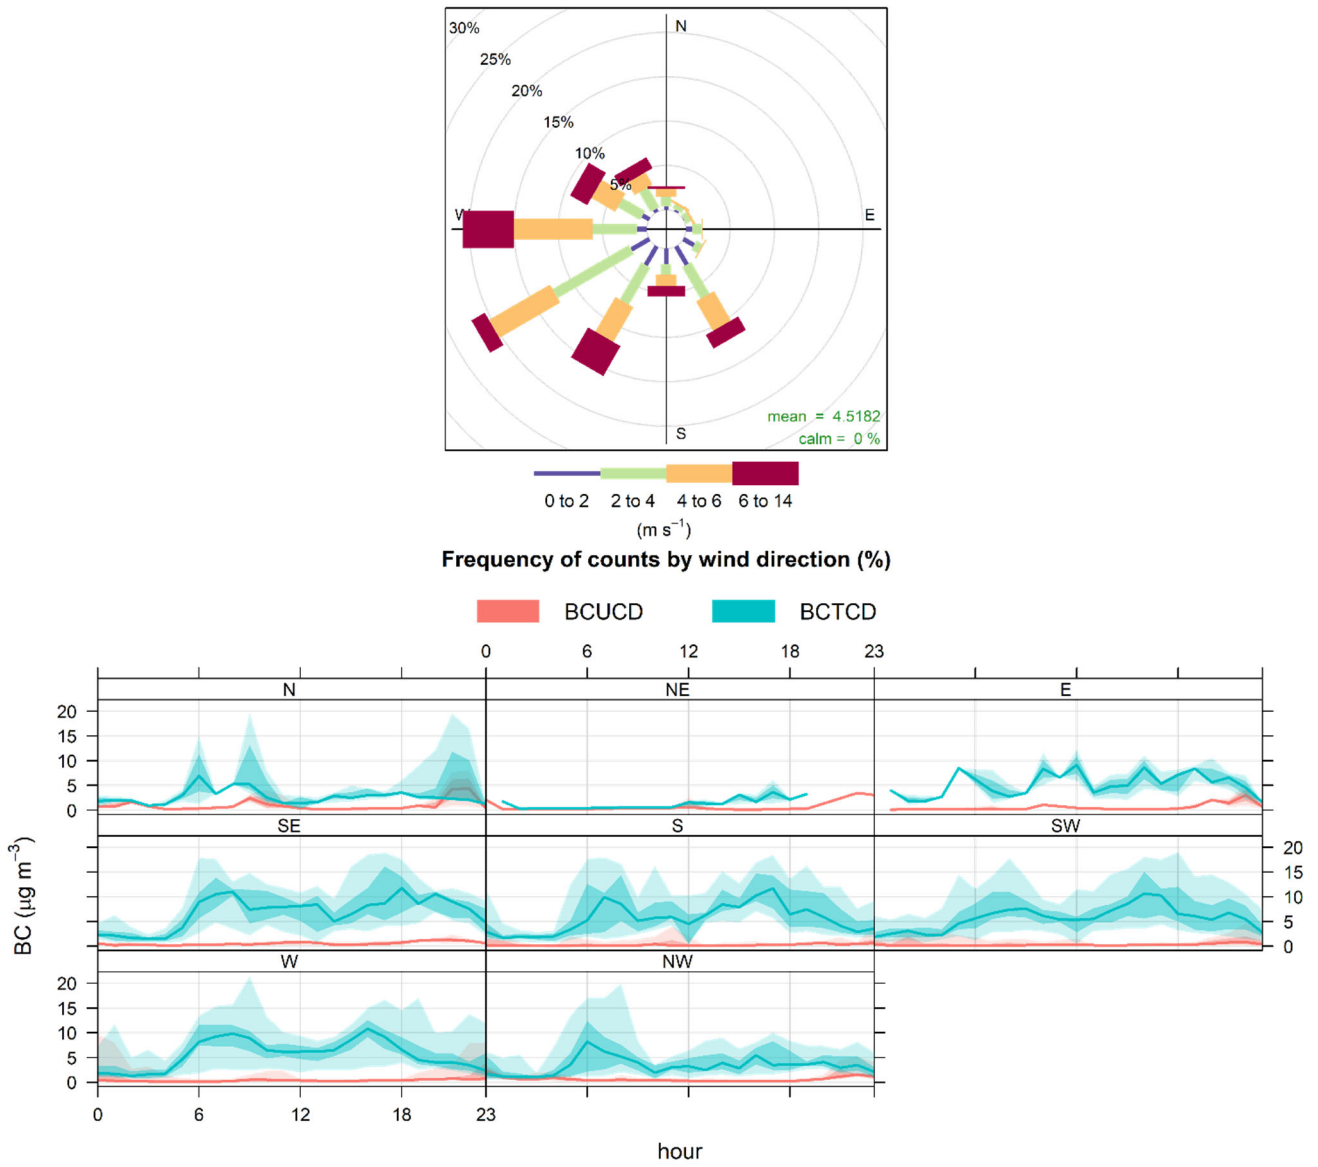 30%
N
25%
20%
15%
10%
5%
W
E
mean = 4.5182
S
calm = 0 %
0 to 2 2 to 4 4 to 6 6 to 14
(m s⁻¹)
Frequency of counts by wind direction (%)
BCUCD BCTCD
0 6 12 18 23
N NE E
20
15
10
5
0
SE S SW
20
15
10
5
0
BC (µg m⁻³)
W NW
20
15
10
5
0
0 6 12 18 23
hour